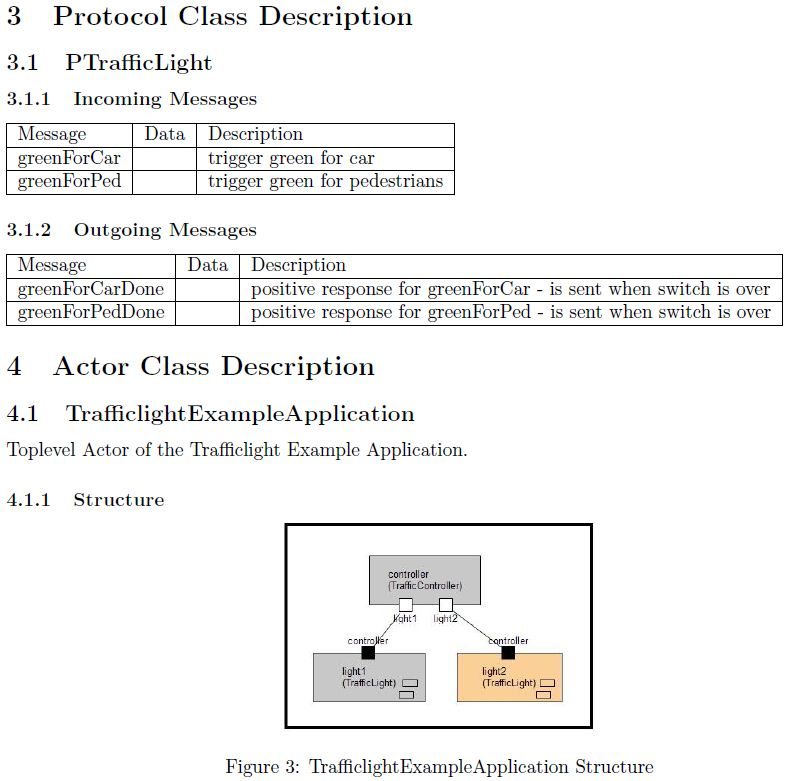 3 Protocol Class Description
3.1 PTrafficLight
3.1.1 Incoming Messages
Message Data Description
greenForCar trigger green for car
greenForPed trigger green for pedestrians
3.1.2 Outgoing Messages
Message Data Description
greenForCarDone positive response for greenForCar - is sent when switch is over
greenForPedDone positive response for greenForPed - is sent when switch is over
4 Actor Class Description
4.1 TrafficlightExampleApplication
Toplevel Actor of the Trafficlight Example Application.
4.1.1 Structure
controller
(TrafficController)
light1 light2
controller controller
light1 light2
(TrafficLight) (TrafficLight)
Figure 3: TrafficlightExampleApplication Structure